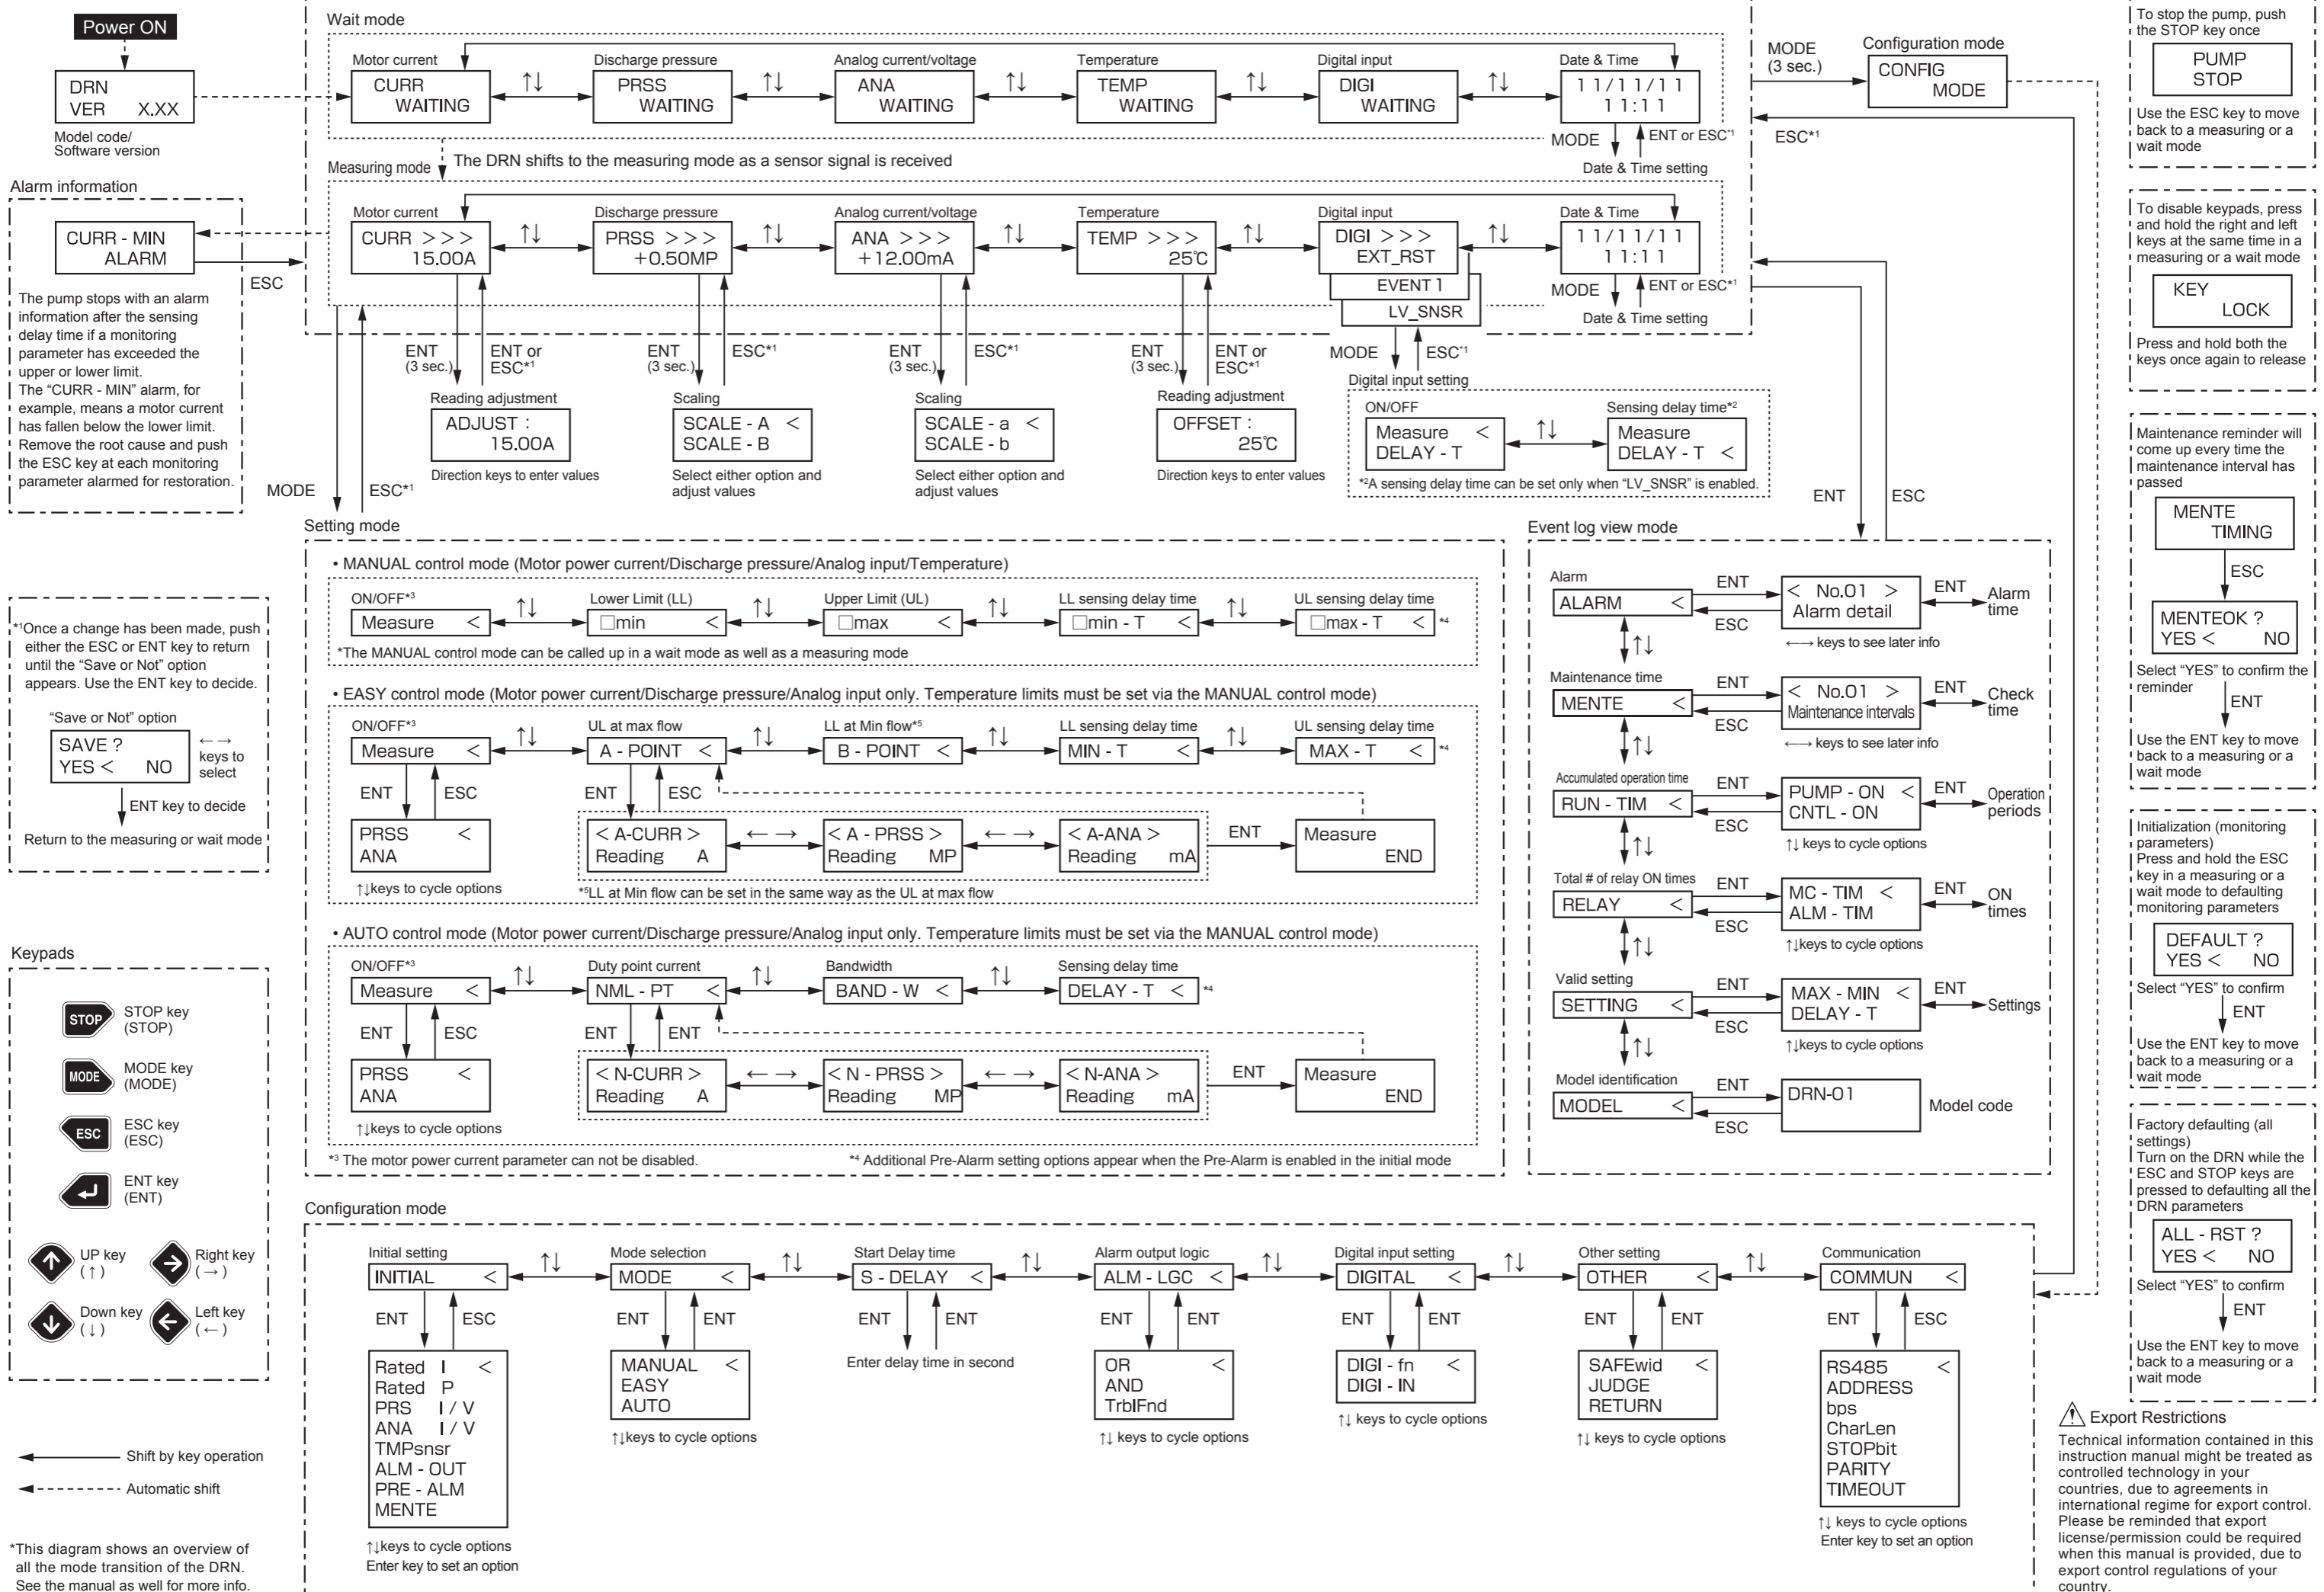 Power ON
DRN
VER X.XX
Model code/
Software version
Alarm information
CURR - MIN
ALARM
ESC
The pump stops with an alarm
information after the sensing
delay time if a monitoring
parameter has exceeded the
upper or lower limit.
The “CURR - MIN” alarm, for
example, means a motor current
has fallen below the lower limit.
Remove the root cause and push
the ESC key at each monitoring
parameter alarmed for restoration.
*1Once a change has been made, push
either the ESC or ENT key to return
until the “Save or Not” option
appears. Use the ENT key to decide.
“Save or Not” option
SAVE ?
YES < NO
←→
keys to
select
ENT key to decide
Return to the measuring or wait mode
Keypads
STOP
STOP key
(STOP)
MODE
MODE key
(MODE)
ESC
ESC key
(ESC)
ENT key
(ENT)
UP key
(↑)
Right key
(→)
Down key
(↓)
Left key
(←)
Shift by key operation
Automatic shift
*This diagram shows an overview of
all the mode transition of the DRN.
See the manual as well for more info.
Wait mode
Motor current
CURR
WAITING
↑↓
Discharge pressure
PRSS
WAITING
↑↓
Analog current/voltage
ANA
WAITING
↑↓
Temperature
TEMP
WAITING
↑↓
Digital input
DIGI
WAITING
↑↓
Date & Time
11/11/11
11:11
MODE
ENT or ESC*1
Date & Time setting
The DRN shifts to the measuring mode as a sensor signal is received
Measuring mode
Motor current
CURR >>>
15.00A
↑↓
Discharge pressure
PRSS >>>
+0.50MP
↑↓
Analog current/voltage
ANA >>>
+12.00mA
↑↓
Temperature
TEMP >>>
25℃
↑↓
Digital input
DIGI >>>
EXT_RST
EVENT 1
LV_SNSR
↑↓
Date & Time
11/11/11
11:11
MODE
ENT or ESC*1
Date & Time setting
ENT
(3 sec.)
ENT or
ESC*1
Reading adjustment
ADJUST :
15.00A
Direction keys to enter values
ENT
(3 sec.)
ESC*1
Scaling
SCALE - A <
SCALE - B
Select either option and
adjust values
ENT
(3 sec.)
ESC*1
Scaling
SCALE - a <
SCALE - b
Select either option and
adjust values
ENT
(3 sec.)
ENT or
ESC*1
Reading adjustment
OFFSET :
25℃
Direction keys to enter values
MODE
ESC*1
Digital input setting
ON/OFF
Measure <
DELAY - T
↑↓
Sensing delay time*2
Measure
DELAY - T <
*2A sensing delay time can be set only when “LV_SNSR” is enabled.
MODE
ESC*1
MODE
(3 sec.)
Configuration mode
CONFIG
MODE
ESC*1
ENT
ESC
Setting mode
• MANUAL control mode (Motor power current/Discharge pressure/Analog input/Temperature)
ON/OFF*3
Measure <
↑↓
Lower Limit (LL)
□min <
↑↓
Upper Limit (UL)
□max <
↑↓
LL sensing delay time
□min - T <
↑↓
UL sensing delay time
□max - T <
*4
*The MANUAL control mode can be called up in a wait mode as well as a measuring mode
• EASY control mode (Motor power current/Discharge pressure/Analog input only. Temperature limits must be set via the MANUAL control mode)
ON/OFF*3
Measure <
↑↓
UL at max flow
A - POINT <
↑↓
LL at Min flow*5
B - POINT <
↑↓
LL sensing delay time
MIN - T <
↑↓
UL sensing delay time
MAX - T <
*4
ENT
ESC
PRSS <
ANA
↑↓keys to cycle options
ENT
ESC
< A-CURR >
Reading A
←→
< A - PRSS >
Reading MP
←→
< A-ANA >
Reading mA
ENT
Measure
END
*5LL at Min flow can be set in the same way as the UL at max flow
• AUTO control mode (Motor power current/Discharge pressure/Analog input only. Temperature limits must be set via the MANUAL control mode)
ON/OFF*3
Measure <
↑↓
Duty point current
NML - PT <
↑↓
Bandwidth
BAND - W <
↑↓
Sensing delay time
DELAY - T <
*4
ENT
ESC
PRSS <
ANA
↑↓keys to cycle options
ENT
ENT
< N-CURR >
Reading A
←→
< N - PRSS >
Reading MP
←→
< N-ANA >
Reading mA
ENT
Measure
END
*3 The motor power current parameter can not be disabled.
*4 Additional Pre-Alarm setting options appear when the Pre-Alarm is enabled in the initial mode
Event log view mode
Alarm
ALARM <
ENT
ESC
< No.01 >
Alarm detail
ENT
Alarm
time
←→ keys to see later info
↑↓
Maintenance time
MENTE <
ENT
ESC
< No.01 >
Maintenance intervals
ENT
Check
time
←→ keys to see later info
↑↓
Accumulated operation time
RUN - TIM <
ENT
ESC
PUMP - ON <
CNTL - ON
ENT
Operation
periods
↑↓ keys to cycle options
↑↓
Total # of relay ON times
RELAY <
ENT
ESC
MC - TIM <
ALM - TIM
ENT
ON
times
↑↓keys to cycle options
↑↓
Valid setting
SETTING <
ENT
ESC
MAX - MIN <
DELAY - T
ENT
Settings
↑↓keys to cycle options
↑↓
Model identification
MODEL <
ENT
ESC
DRN-01
Model code
Configuration mode
Initial setting
INITIAL <
↑↓
Mode selection
MODE <
↑↓
Start Delay time
S - DELAY <
↑↓
Alarm output logic
ALM - LGC <
↑↓
Digital input setting
DIGITAL <
↑↓
Other setting
OTHER <
↑↓
Communication
COMMUN <
ENT
ESC
Rated I <
Rated P
PRS I / V
ANA I / V
TMPsnsr
ALM - OUT
PRE - ALM
MENTE
↑↓keys to cycle options
Enter key to set an option
ENT
ENT
MANUAL <
EASY
AUTO
↑↓keys to cycle options
ENT
ENT
Enter delay time in second
ENT
ENT
OR <
AND
TrblFnd
↑↓ keys to cycle options
ENT
ENT
DIGI - fn <
DIGI - IN
↑↓ keys to cycle options
ENT
ENT
SAFEwid <
JUDGE
RETURN
↑↓ keys to cycle options
ENT
ESC
RS485 <
ADDRESS
bps
CharLen
STOPbit
PARITY
TIMEOUT
↑↓ keys to cycle options
Enter key to set an option
To stop the pump, push
the STOP key once
PUMP
STOP
Use the ESC key to move
back to a measuring or a
wait mode
To disable keypads, press
and hold the right and left
keys at the same time in a
measuring or a wait mode
KEY
LOCK
Press and hold both the
keys once again to release
Maintenance reminder will
come up every time the
maintenance interval has
passed
MENTE
TIMING
ESC
MENTEOK ?
YES < NO
Select “YES” to confirm the
reminder
ENT
Use the ENT key to move
back to a measuring or a
wait mode
Initialization (monitoring
parameters)
Press and hold the ESC
key in a measuring or a
wait mode to defaulting
monitoring parameters
DEFAULT ?
YES < NO
Select “YES” to confirm
ENT
Use the ENT key to move
back to a measuring or a
wait mode
Factory defaulting (all
settings)
Turn on the DRN while the
ESC and STOP keys are
pressed to defaulting all the
DRN parameters
ALL - RST ?
YES < NO
Select “YES” to confirm
ENT
Use the ENT key to move
back to a measuring or a
wait mode
Export Restrictions
Technical information contained in this
instruction manual might be treated as
controlled technology in your
countries, due to agreements in
international regime for export control.
Please be reminded that export
license/permission could be required
when this manual is provided, due to
export control regulations of your
country.